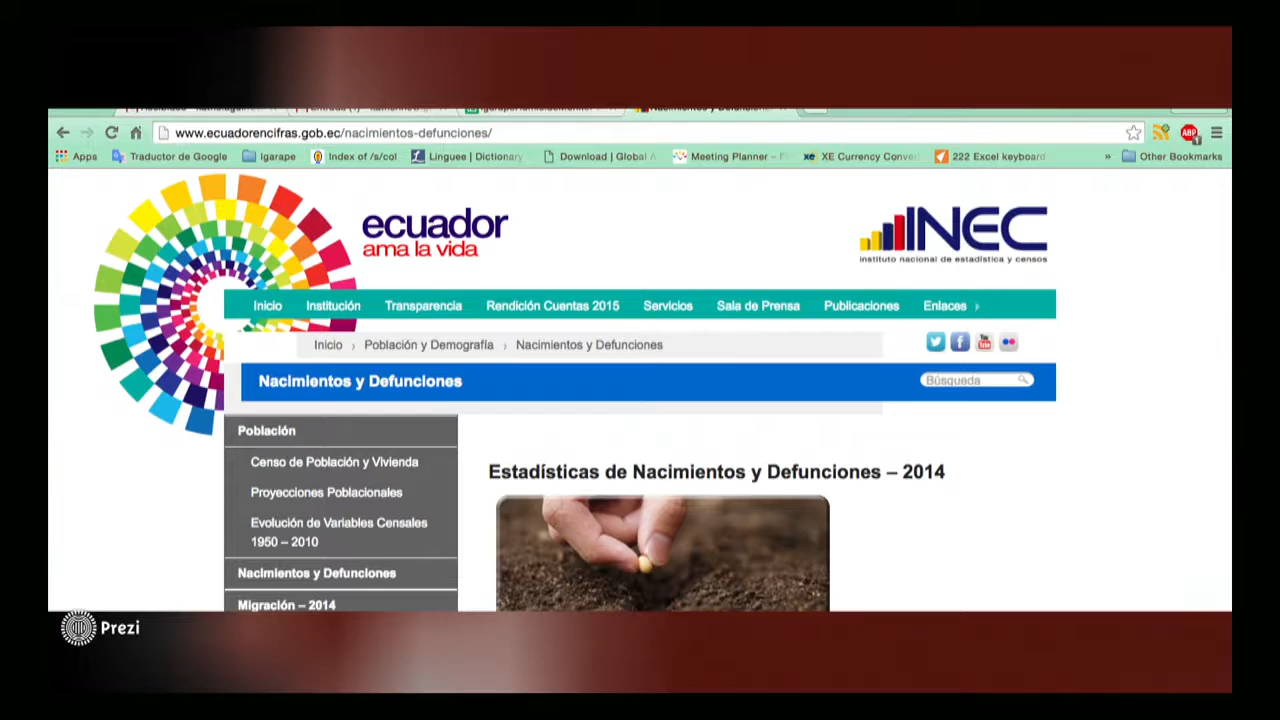 www.ecuadorencifras.gob.ec/nacimientos-defunciones/
ABP
1
Apps Traductor de Google Igarape Index of /s/col Linguee | Dictionary Download | Global A Meeting Planner – XE Currency Conver 222 Excel keyboard » Other Bookmarks
ecuador
ama la vida
INEC
instituto nacional de estadística y censos
Inicio Institución Transparencia Rendición Cuentas 2015 Servicios Sala de Prensa Publicaciones Enlaces
Inicio › Población y Demografía › Nacimientos y Defunciones
Nacimientos y Defunciones
Búsqueda
Población
Censo de Población y Vivienda
Proyecciones Poblacionales
Evolución de Variables Censales
1950 – 2010
Nacimientos y Defunciones
Migración – 2014
Estadísticas de Nacimientos y Defunciones – 2014
Prezi